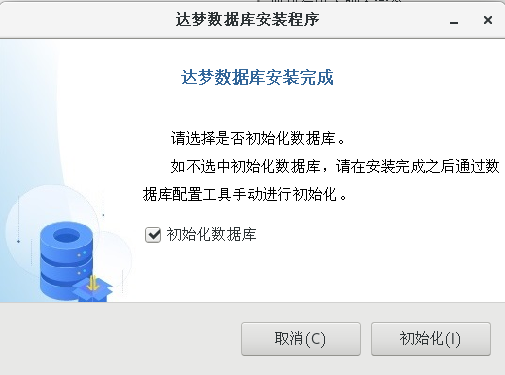 达梦数据库安装程序
达梦数据库安装完成
请选择是否初始化数据库。
如不选中初始化数据库，请在安装完成之后通过数
据库配置工具手动进行初始化。
初始化数据库
取消(C)
初始化(I)